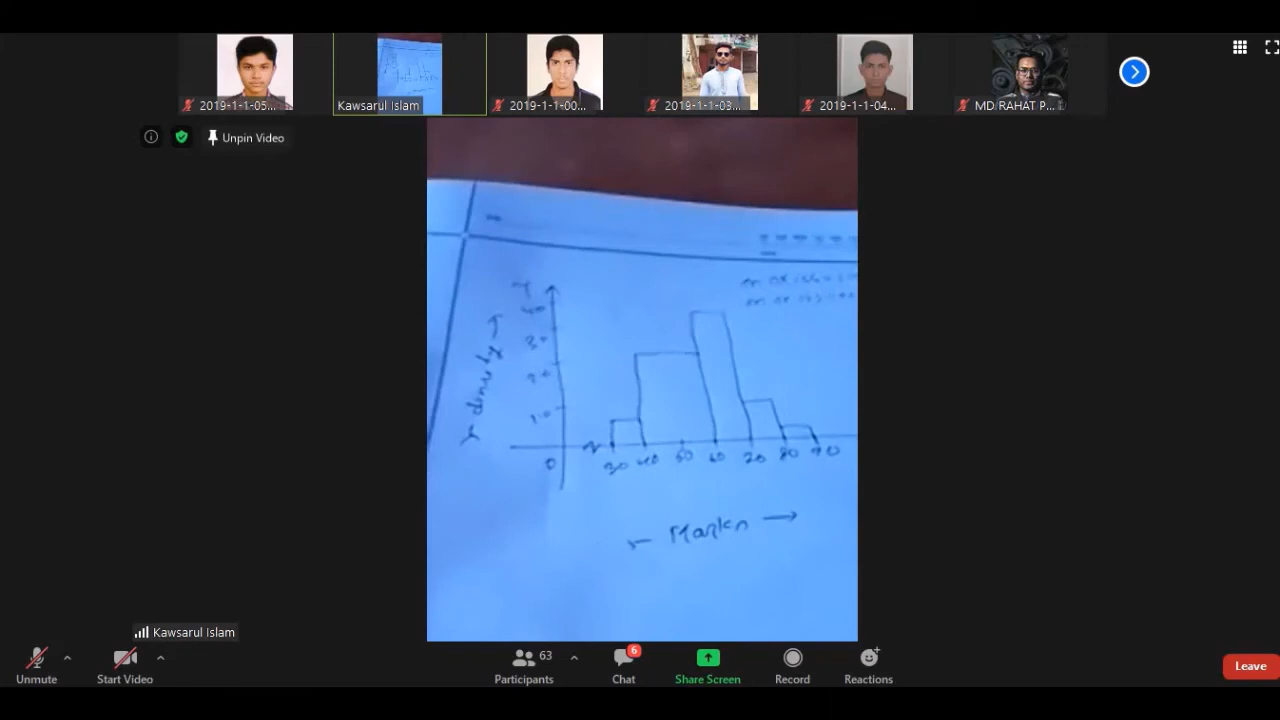 2019-1-1-05...
Kawsarul Islam
2019-1-1-00...
2019-1-1-03...
2019-1-1-04...
MD RAHAT P...
Unpin Video
40
30
20
10
0
30 40 50 60 70 80 90
density
Marks
Kawsarul Islam
Unmute
Start Video
63
Participants
6
Chat
Share Screen
Record
Reactions
Leave